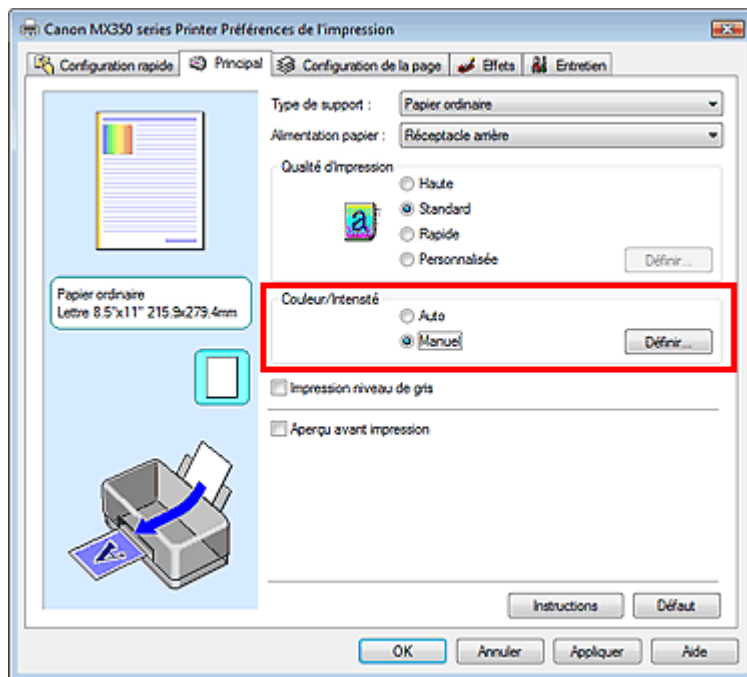 Canon MX350 series Printer Préférences de l'impression
Configuration rapide Principal Configuration de la page Effets Entretien
Type de support : Papier ordinaire
Alimentation papier : Réceptacle arrière
Qualité d'impression
Haute
Standard
Rapide
Personnalisée Définir...
Papier ordinaire
Lettre 8.5"x11" 215.9x279.4mm
Couleur/Intensité
Auto
Manuel Définir...
Impression niveau de gris
Aperçu avant impression
Instructions Défaut
OK Annuler Appliquer Aide